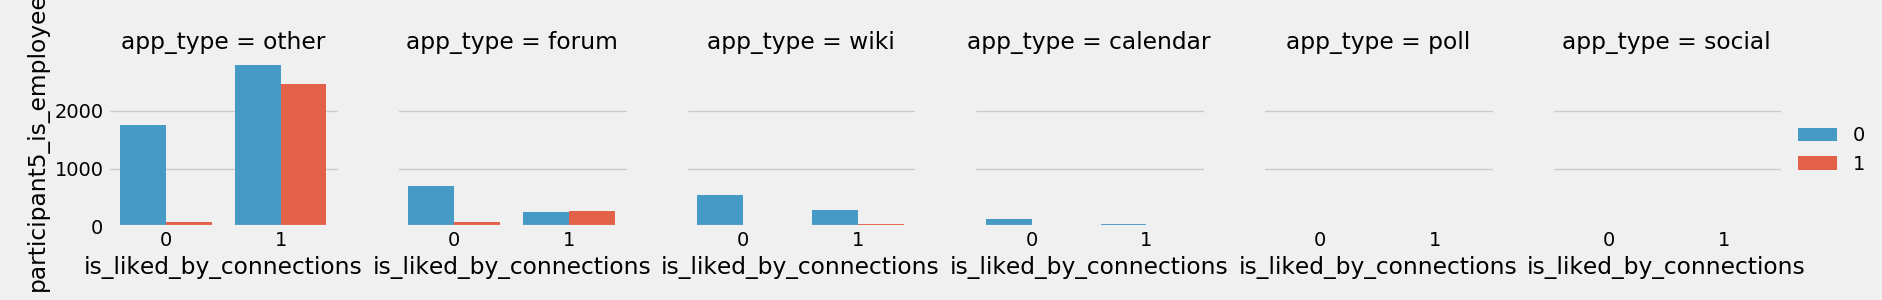 participant5_is_employee
app_type = other
app_type = forum
app_type = wiki
app_type = calendar
app_type = poll
app_type = social
2000
1000
0
0 1
0 1
0 1
0 1
0 1
0 1
is_liked_by_connections
is_liked_by_connections
is_liked_by_connections
is_liked_by_connections
is_liked_by_connections
is_liked_by_connections
0
1